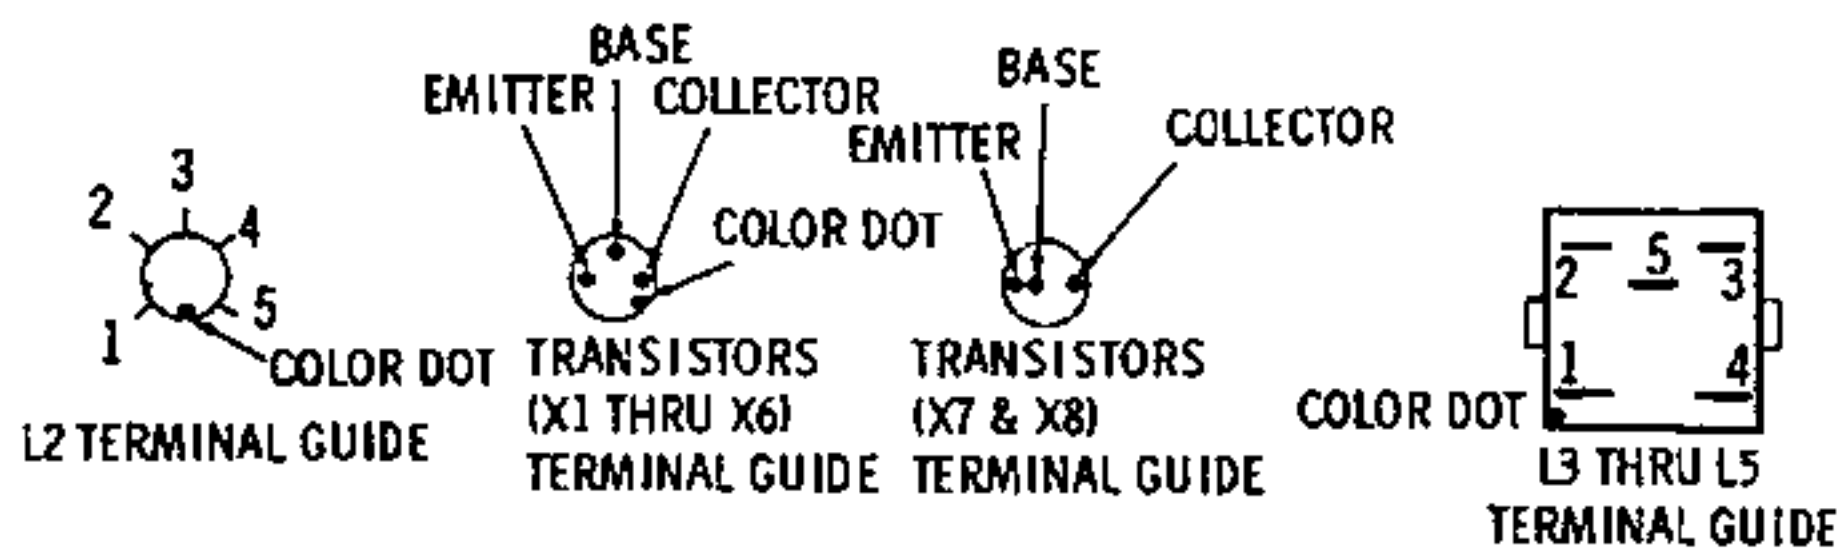 3
2
4
1
5
COLOR DOT
L2 TERMINAL GUIDE
BASE
EMITTER
COLLECTOR
COLOR DOT
TRANSISTORS
(X1 THRU X6)
TERMINAL GUIDE
BASE
EMITTER
COLLECTOR
TRANSISTORS
(X7 & X8)
TERMINAL GUIDE
2
5
3
1
4
COLOR DOT
L3 THRU L5
TERMINAL GUIDE